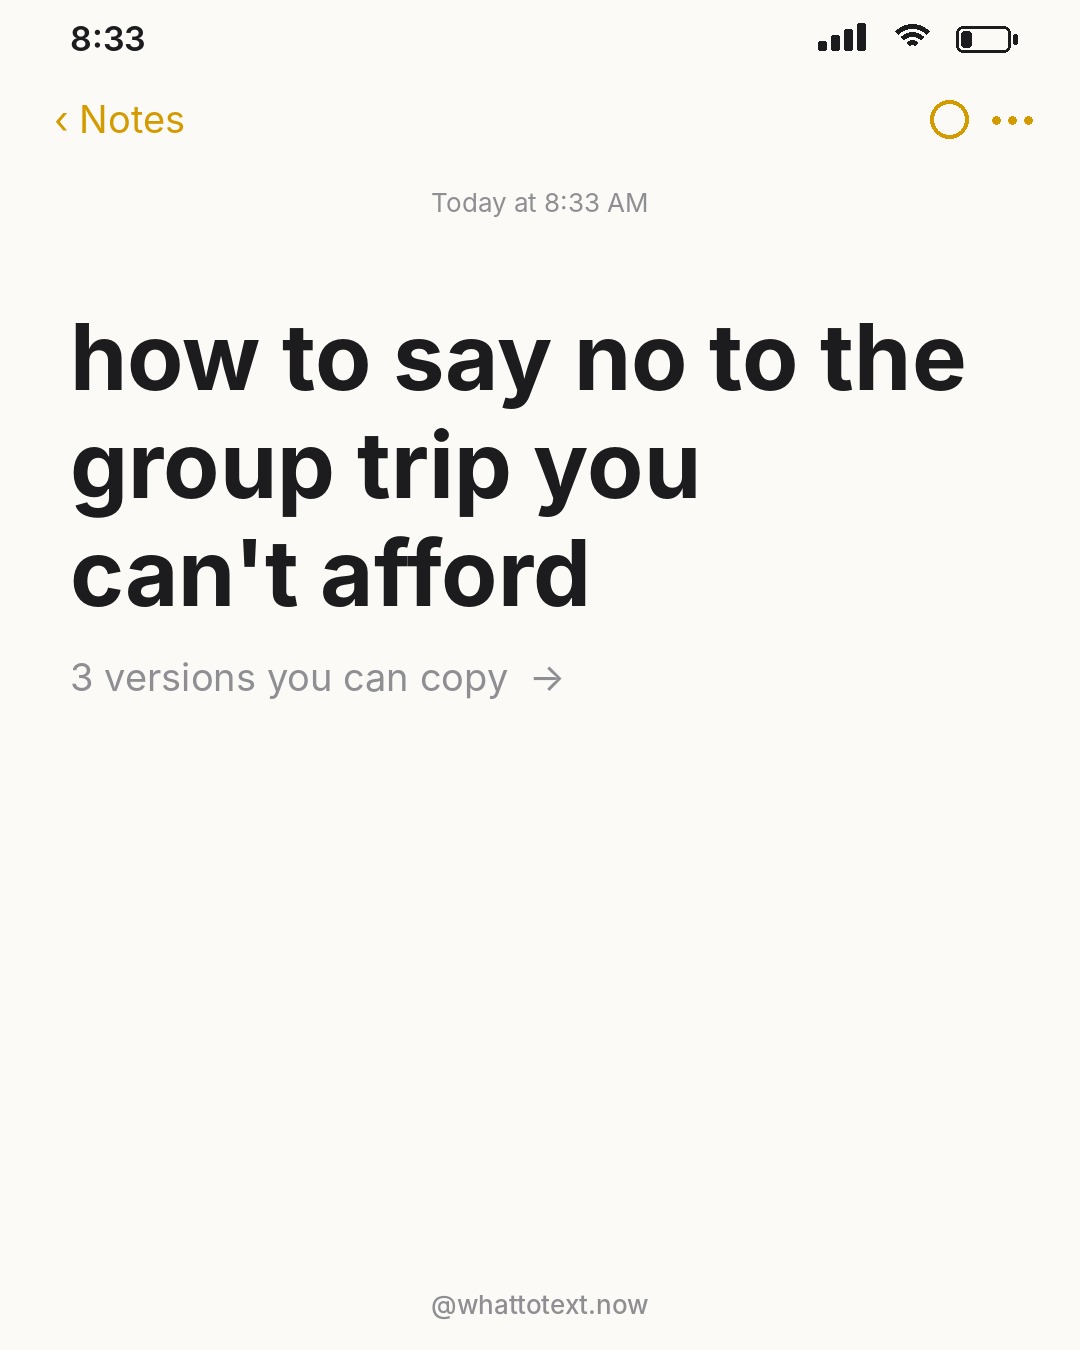 8:33
‹ Notes
Today at 8:33 AM
how to say no to the
group trip you
can't afford
3 versions you can copy →
@whattotext.now